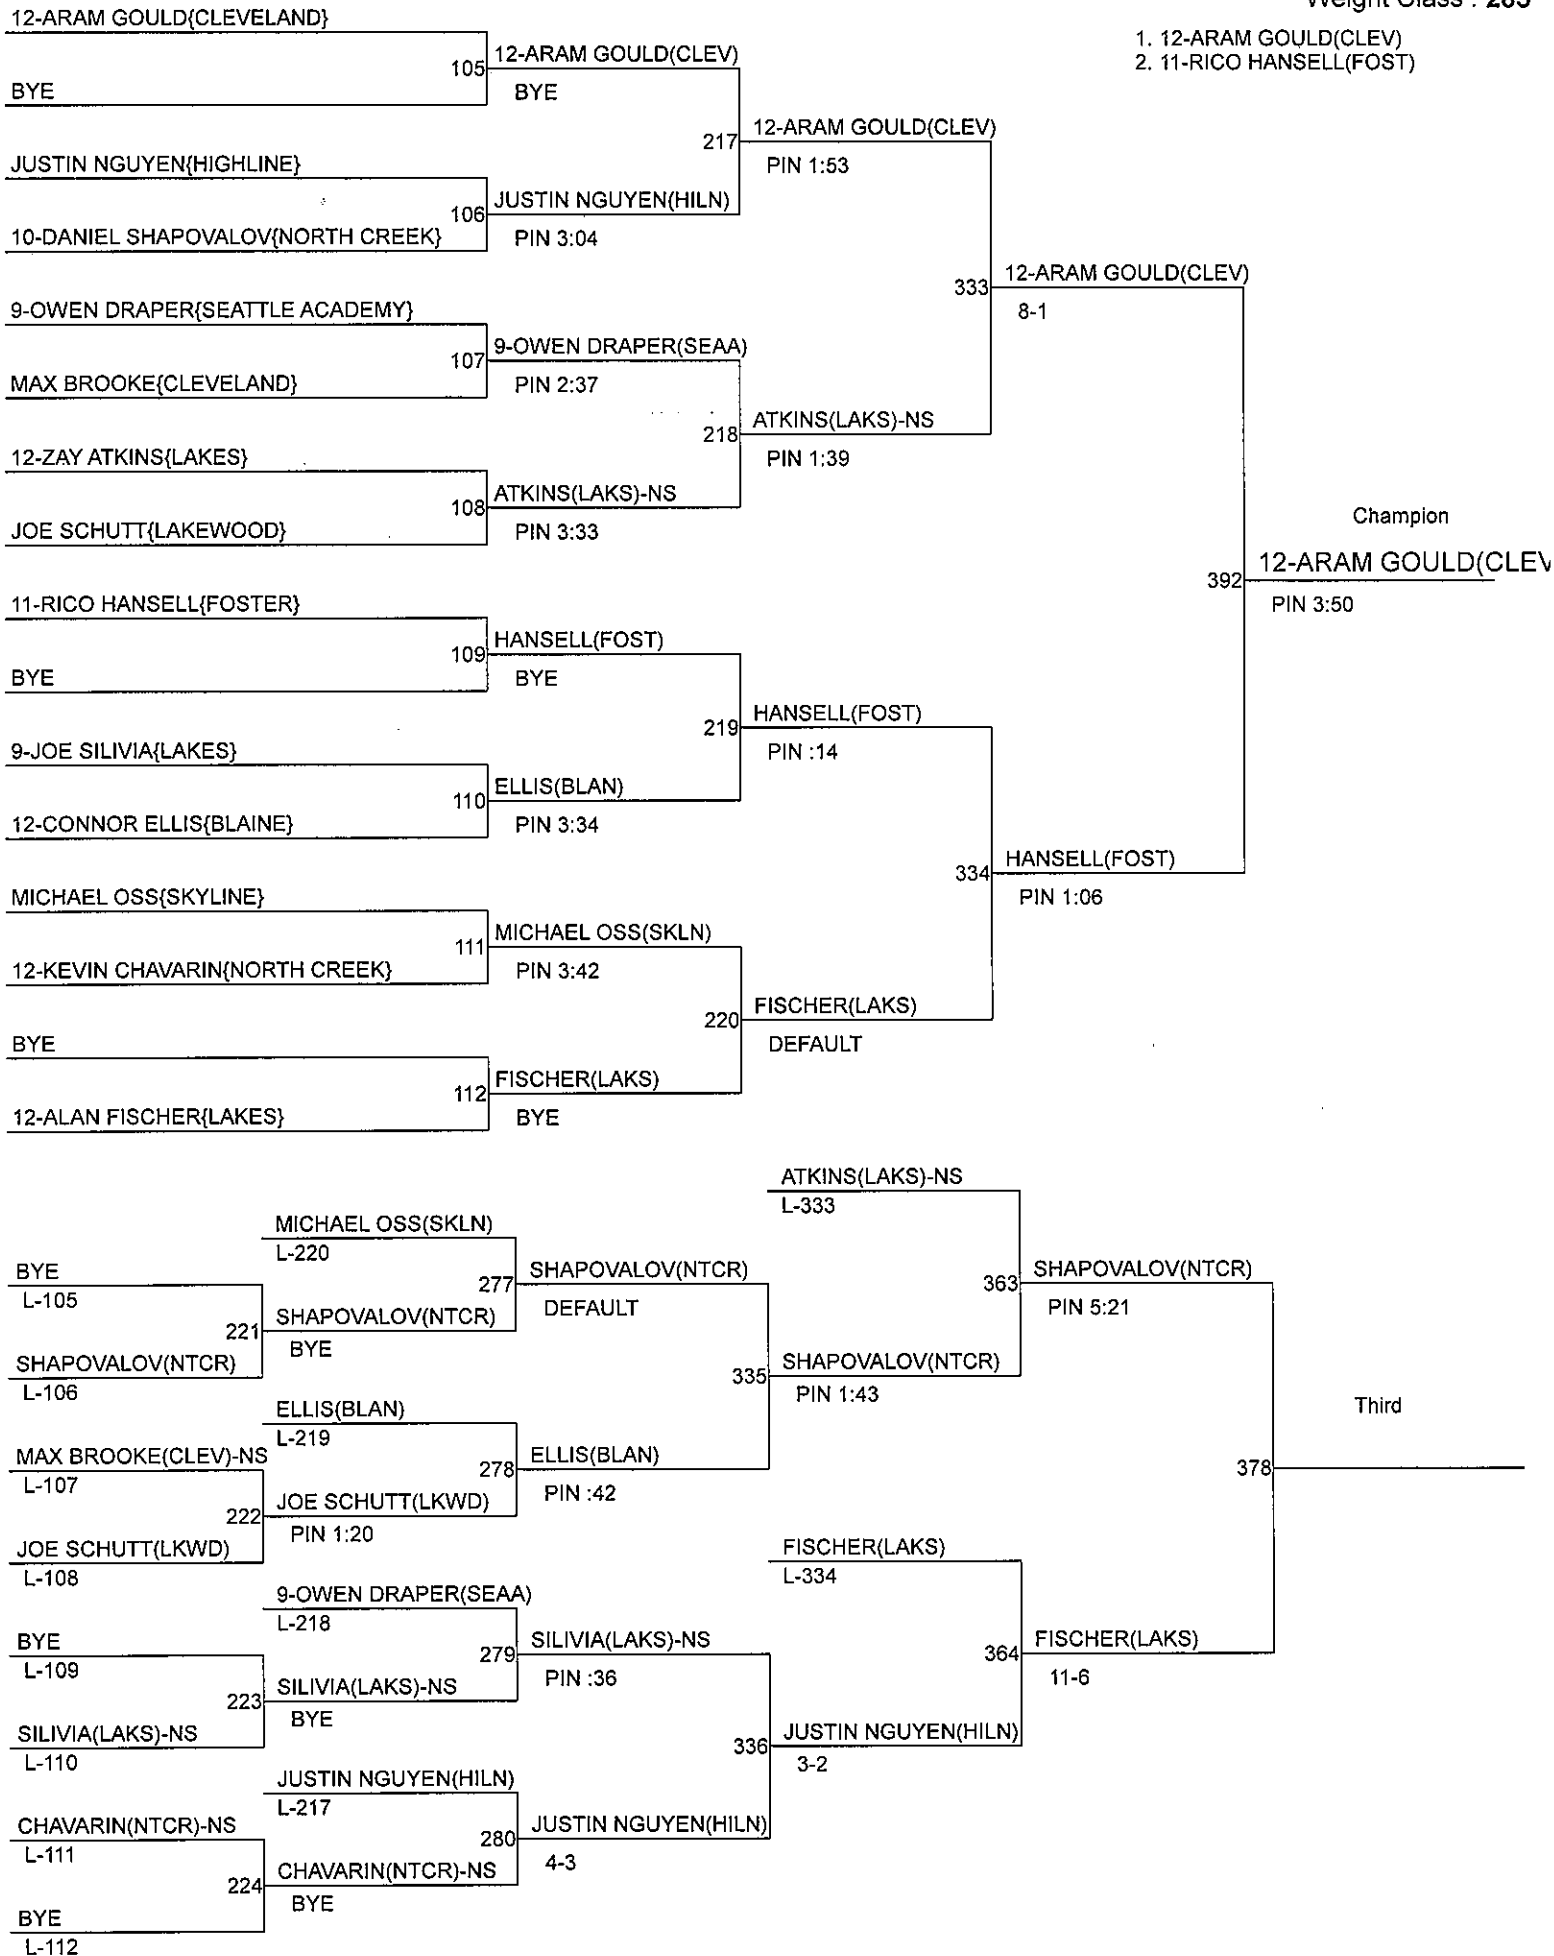 Weight Class : 285
1. 12-ARAM GOULD(CLEV)
2. 11-RICO HANSELL(FOST)
12-ARAM GOULD{CLEVELAND}
105
12-ARAM GOULD(CLEV)
BYE
BYE
217
12-ARAM GOULD(CLEV)
PIN 1:53
JUSTIN NGUYEN{HIGHLINE}
106
JUSTIN NGUYEN(HILN)
10-DANIEL SHAPOVALOV{NORTH CREEK}
PIN 3:04
333
12-ARAM GOULD(CLEV)
8-1
9-OWEN DRAPER{SEATTLE ACADEMY}
107
9-OWEN DRAPER(SEAA)
MAX BROOKE{CLEVELAND}
PIN 2:37
218
ATKINS(LAKS)-NS
PIN 1:39
12-ZAY ATKINS{LAKES}
108
ATKINS(LAKS)-NS
JOE SCHUTT{LAKEWOOD}
PIN 3:33
Champion
392
12-ARAM GOULD(CLEV
PIN 3:50
11-RICO HANSELL{FOSTER}
109
HANSELL(FOST)
BYE
BYE
219
HANSELL(FOST)
PIN :14
9-JOE SILIVIA{LAKES}
110
ELLIS(BLAN)
12-CONNOR ELLIS{BLAINE}
PIN 3:34
334
HANSELL(FOST)
PIN 1:06
MICHAEL OSS{SKYLINE}
111
MICHAEL OSS(SKLN)
12-KEVIN CHAVARIN{NORTH CREEK}
PIN 3:42
220
FISCHER(LAKS)
DEFAULT
BYE
112
FISCHER(LAKS)
12-ALAN FISCHER{LAKES}
BYE
ATKINS(LAKS)-NS
L-333
MICHAEL OSS(SKLN)
L-220
BYE
L-105
277
SHAPOVALOV(NTCR)
DEFAULT
363
SHAPOVALOV(NTCR)
PIN 5:21
221
SHAPOVALOV(NTCR)
BYE
SHAPOVALOV(NTCR)
L-106
335
SHAPOVALOV(NTCR)
PIN 1:43
ELLIS(BLAN)
L-219
Third
MAX BROOKE(CLEV)-NS
L-107
278
ELLIS(BLAN)
PIN :42
378
222
JOE SCHUTT(LKWD)
PIN 1:20
JOE SCHUTT(LKWD)
L-108
FISCHER(LAKS)
L-334
9-OWEN DRAPER(SEAA)
L-218
BYE
L-109
279
SILIVIA(LAKS)-NS
PIN :36
364
FISCHER(LAKS)
11-6
223
SILIVIA(LAKS)-NS
BYE
SILIVIA(LAKS)-NS
L-110
336
JUSTIN NGUYEN(HILN)
3-2
JUSTIN NGUYEN(HILN)
L-217
CHAVARIN(NTCR)-NS
L-111
280
JUSTIN NGUYEN(HILN)
4-3
224
CHAVARIN(NTCR)-NS
BYE
BYE
L-112